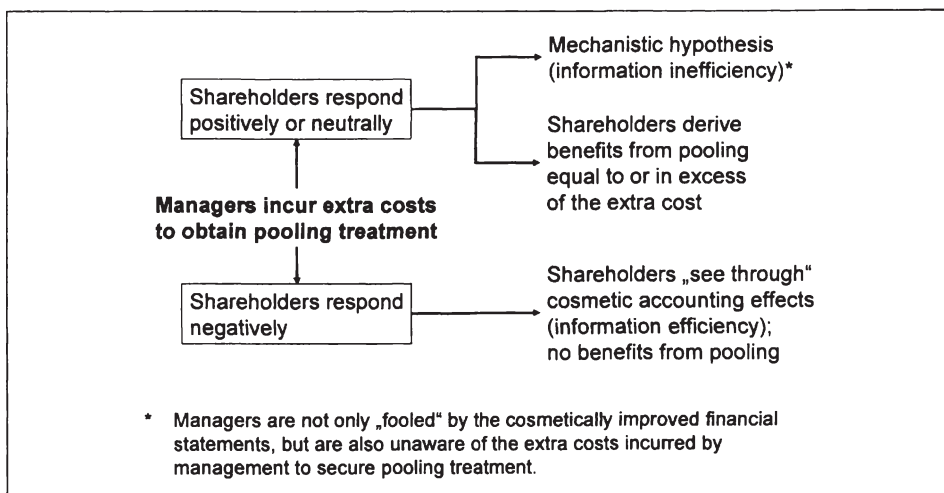 Mechanistic hypothesis
(information inefficiency)*
Shareholders respond
positively or neutrally
Shareholders derive
benefits from pooling
equal to or in excess
of the extra cost
Managers incur extra costs
to obtain pooling treatment
Shareholders respond
negatively
Shareholders „see through“
cosmetic accounting effects
(information efficiency);
no benefits from pooling
* Managers are not only „fooled“ by the cosmetically improved financial
statements, but are also unaware of the extra costs incurred by
management to secure pooling treatment.